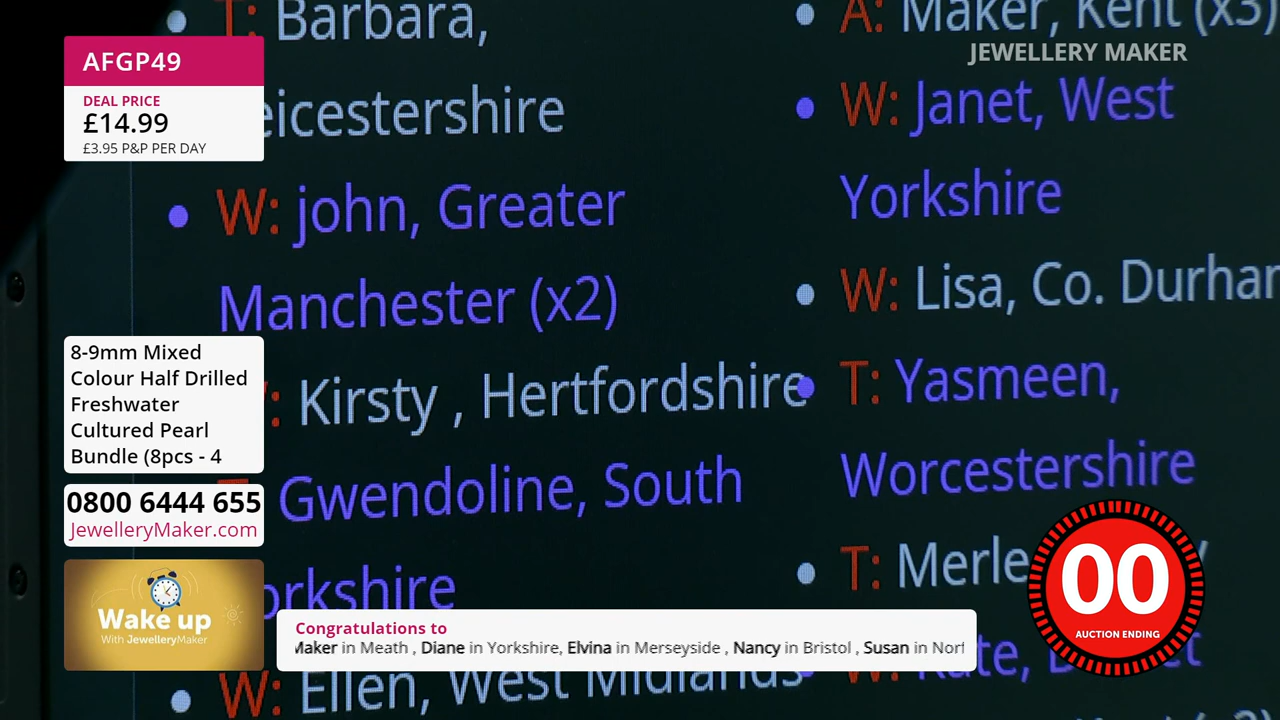 T: Barbara,
eicestershire
W: john, Greater
Manchester (x2)
: Kirsty , Hertfordshire
Gwendoline, South
orkshire
W: Ellen, West Midlands
A: Maker, Kent (x3)
W: Janet, West
Yorkshire
W: Lisa, Co. Durhar
T: Yasmeen,
Worcestershire
T: Merle
JEWELLERY MAKER
AFGP49
DEAL PRICE
£14.99
£3.95 P&P PER DAY
8-9mm Mixed
Colour Half Drilled
Freshwater
Cultured Pearl
Bundle (8pcs - 4
0800 6444 655
JewelleryMaker.com
Wake up
With JewelleryMaker
Congratulations to
Maker in Meath , Diane in Yorkshire, Elvina in Merseyside , Nancy in Bristol , Susan in Norf
00
AUCTION ENDING